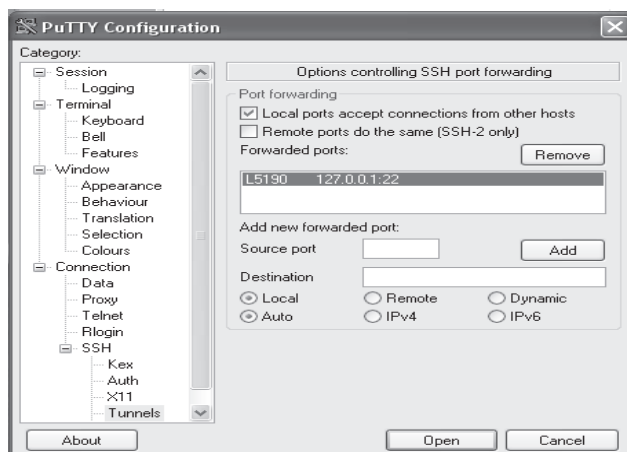 PuTTY Configuration
Category:
Session
Logging
Terminal
Keyboard
Bell
Features
Window
Appearance
Behaviour
Translation
Selection
Colours
Connection
Data
Proxy
Telnet
Rlogin
SSH
Kex
Auth
X11
Tunnels
Options controlling SSH port forwarding
Port forwarding
Local ports accept connections from other hosts
Remote ports do the same (SSH-2 only)
Forwarded ports:
Remove
L5190 127.0.0.1:22
Add new forwarded port:
Source port
Add
Destination
Local Remote Dynamic
Auto IPv4 IPv6
About
Open
Cancel